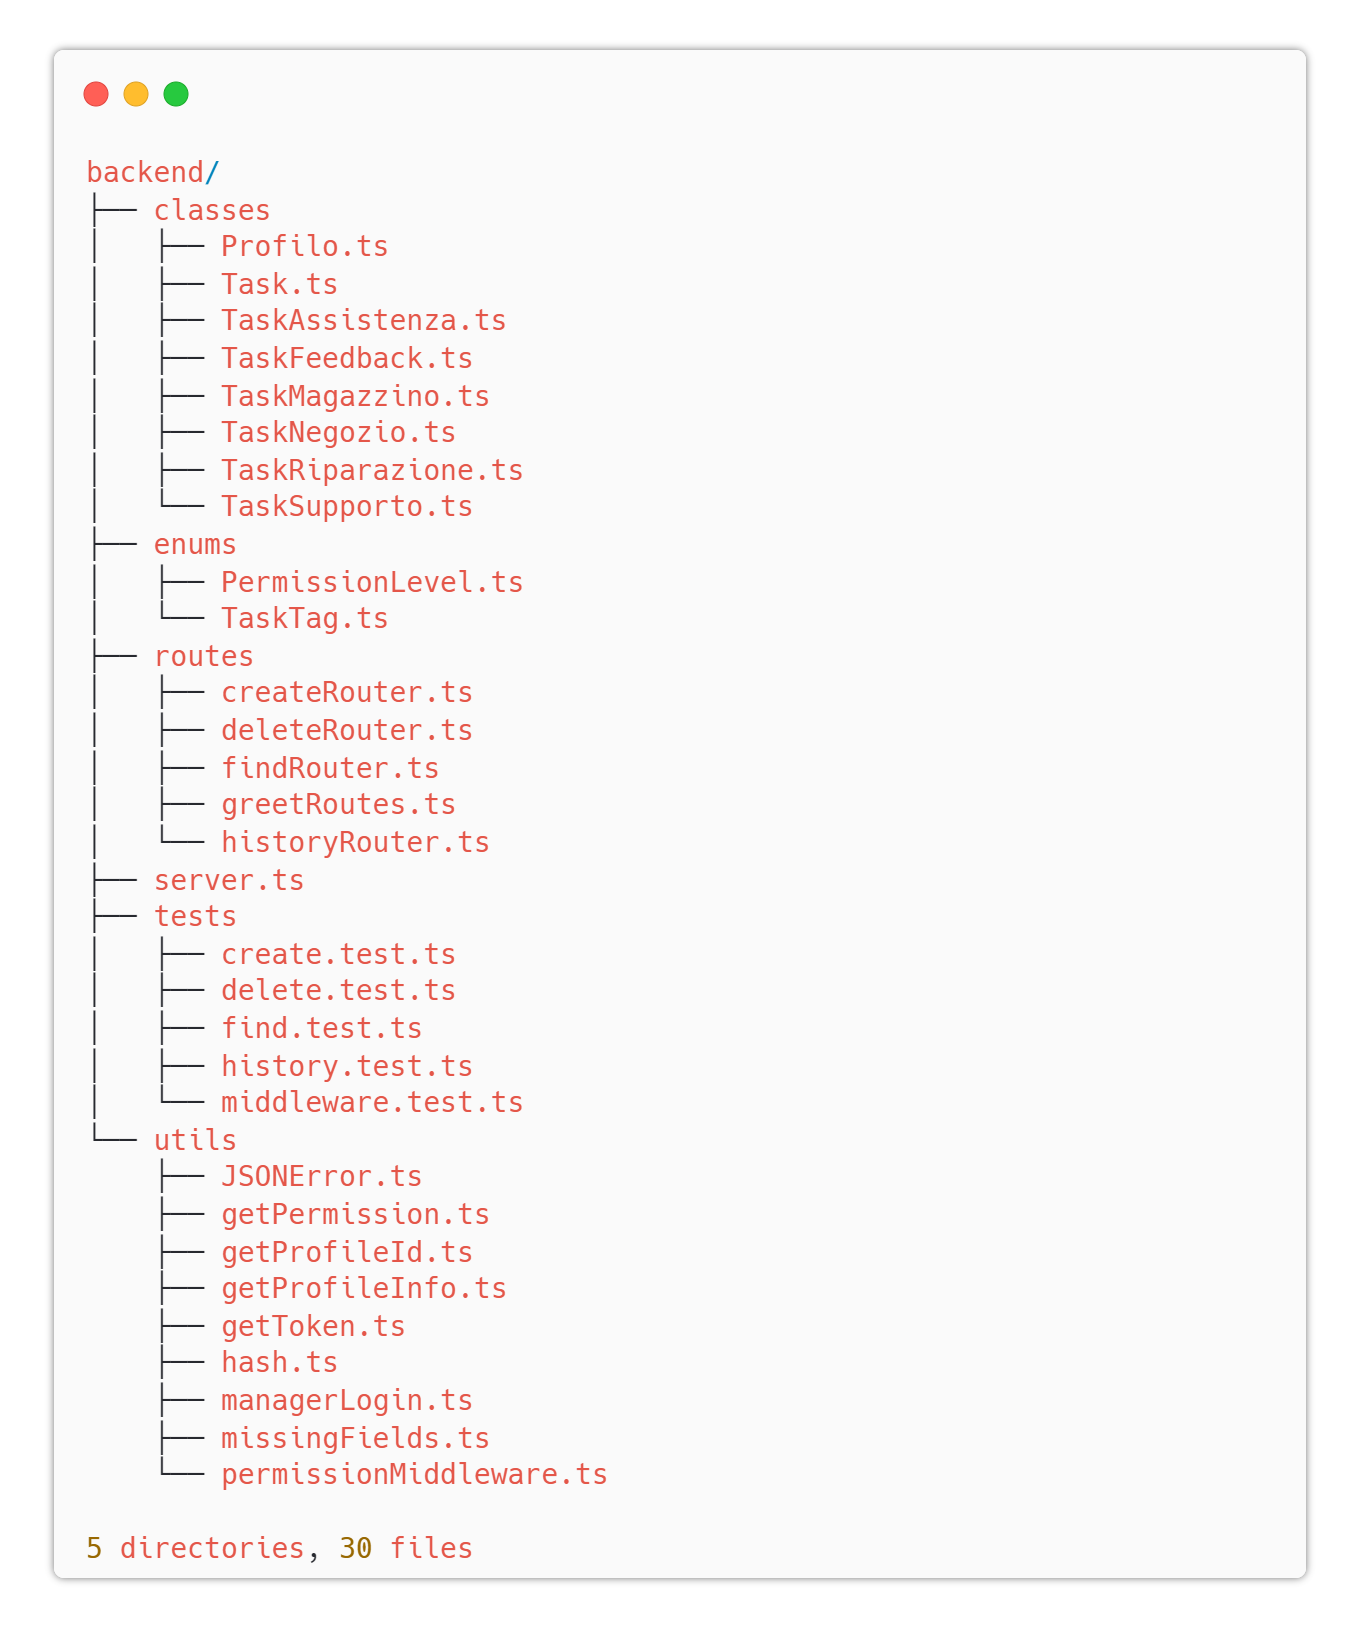 backend/
├── classes
│   ├── Profilo.ts
│   ├── Task.ts
│   ├── TaskAssistenza.ts
│   ├── TaskFeedback.ts
│   ├── TaskMagazzino.ts
│   ├── TaskNegozio.ts
│   ├── TaskRiparazione.ts
│   └── TaskSupporto.ts
├── enums
│   ├── PermissionLevel.ts
│   └── TaskTag.ts
├── routes
│   ├── createRouter.ts
│   ├── deleteRouter.ts
│   ├── findRouter.ts
│   ├── greetRoutes.ts
│   └── historyRouter.ts
├── server.ts
├── tests
│   ├── create.test.ts
│   ├── delete.test.ts
│   ├── find.test.ts
│   ├── history.test.ts
│   └── middleware.test.ts
└── utils
    ├── JSONError.ts
    ├── getPermission.ts
    ├── getProfileId.ts
    ├── getProfileInfo.ts
    ├── getToken.ts
    ├── hash.ts
    ├── managerLogin.ts
    ├── missingFields.ts
    └── permissionMiddleware.ts

5 directories, 30 files